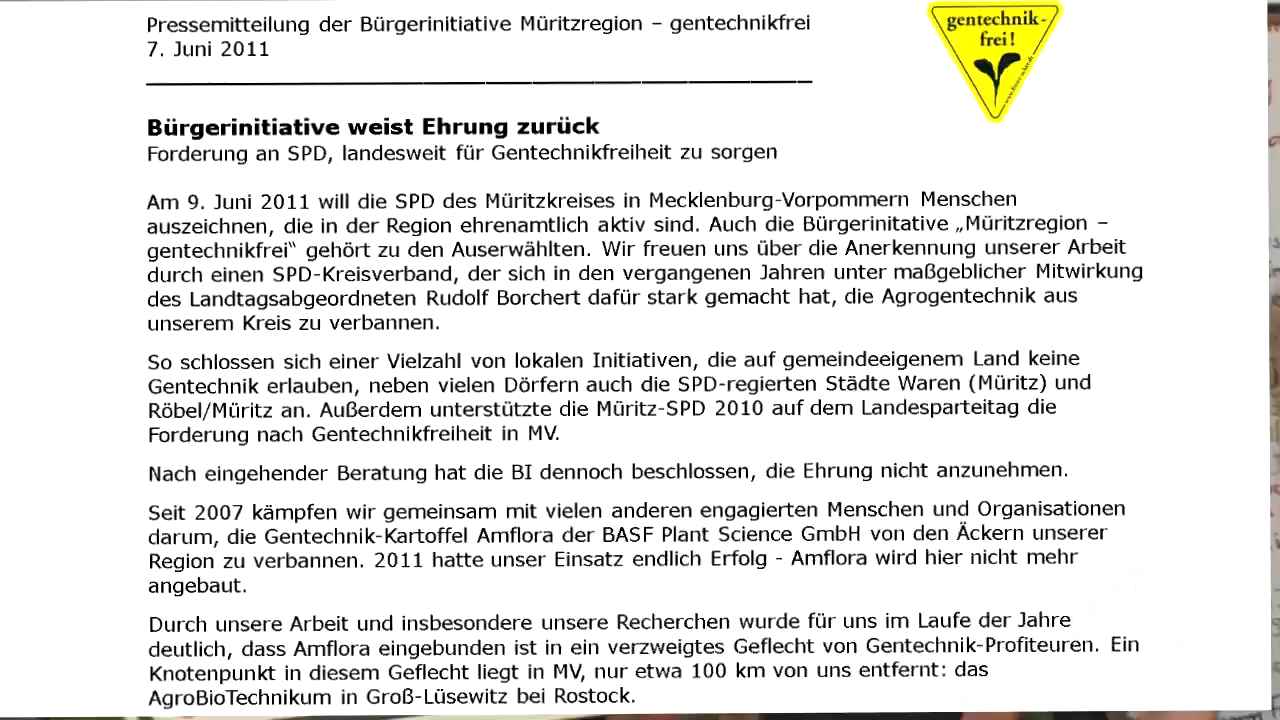 Pressemitteilung der Bürgerinitiative Müritzregion – gentechnikfrei
7. Juni 2011
gentechnik-
frei!
Bürgerinitiative weist Ehrung zurück
Forderung an SPD, landesweit für Gentechnikfreiheit zu sorgen
Am 9. Juni 2011 will die SPD des Müritzkreises in Mecklenburg-Vorpommern Menschen
auszeichnen, die in der Region ehrenamtlich aktiv sind. Auch die Bürgerinitative „Müritzregion –
gentechnikfrei“ gehört zu den Auserwählten. Wir freuen uns über die Anerkennung unserer Arbeit
durch einen SPD-Kreisverband, der sich in den vergangenen Jahren unter maßgeblicher Mitwirkung
des Landtagsabgeordneten Rudolf Borchert dafür stark gemacht hat, die Agrogentechnik aus
unserem Kreis zu verbannen.
So schlossen sich einer Vielzahl von lokalen Initiativen, die auf gemeindeeigenem Land keine
Gentechnik erlauben, neben vielen Dörfern auch die SPD-regierten Städte Waren (Müritz) und
Röbel/Müritz an. Außerdem unterstützte die Müritz-SPD 2010 auf dem Landesparteitag die
Forderung nach Gentechnikfreiheit in MV.
Nach eingehender Beratung hat die BI dennoch beschlossen, die Ehrung nicht anzunehmen.
Seit 2007 kämpfen wir gemeinsam mit vielen anderen engagierten Menschen und Organisationen
darum, die Gentechnik-Kartoffel Amflora der BASF Plant Science GmbH von den Äckern unserer
Region zu verbannen. 2011 hatte unser Einsatz endlich Erfolg - Amflora wird hier nicht mehr
angebaut.
Durch unsere Arbeit und insbesondere unsere Recherchen wurde für uns im Laufe der Jahre
deutlich, dass Amflora eingebunden ist in ein verzweigtes Geflecht von Gentechnik-Profiteuren. Ein
Knotenpunkt in diesem Geflecht liegt in MV, nur etwa 100 km von uns entfernt: das
AgroBioTechnikum in Groß-Lüsewitz bei Rostock.